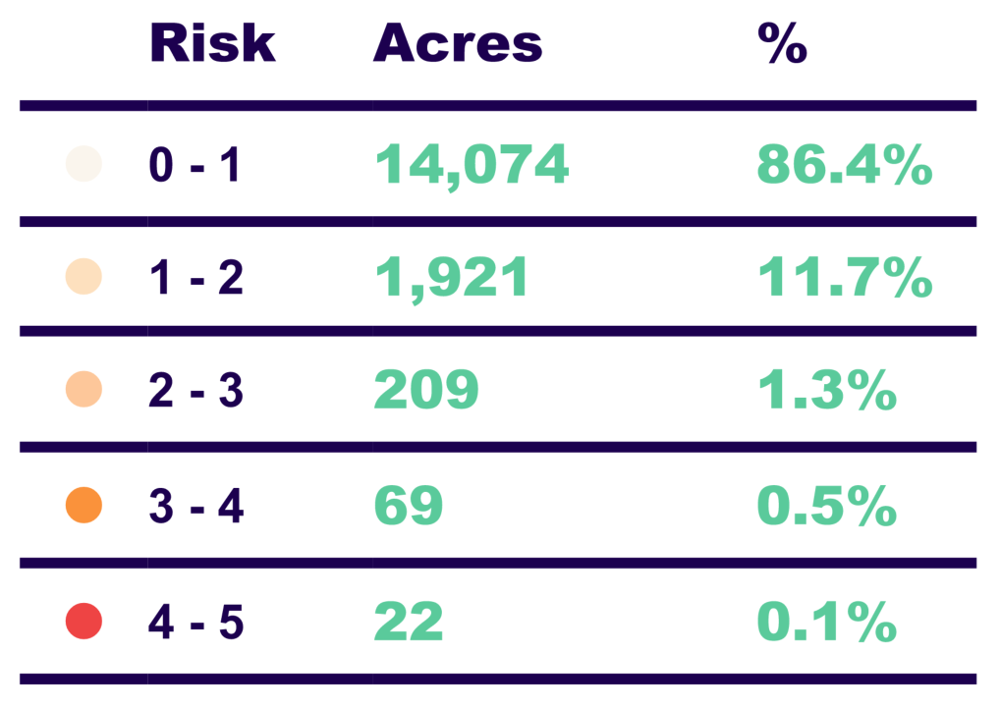 Risk Acres %
0 - 1 14,074 86.4%
1 - 2 1,921 11.7%
2 - 3 209 1.3%
3 - 4 69 0.5%
4 - 5 22 0.1%